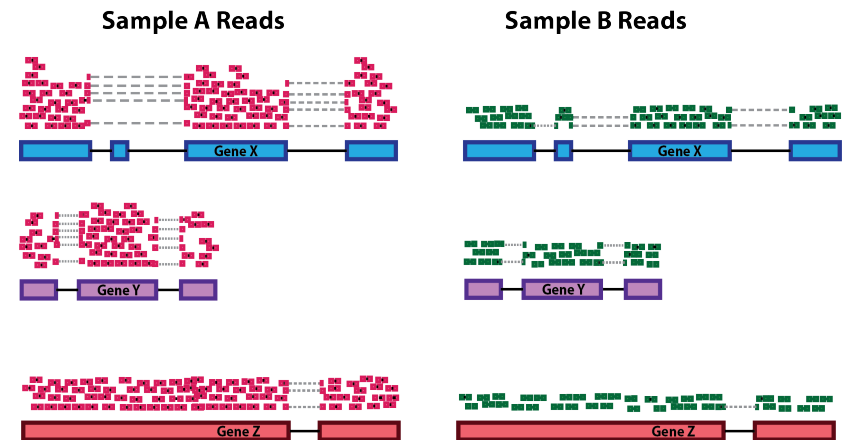 Sample A Reads
Sample B Reads
Gene X
Gene X
Gene Y
Gene Y
Gene Z
Gene Z